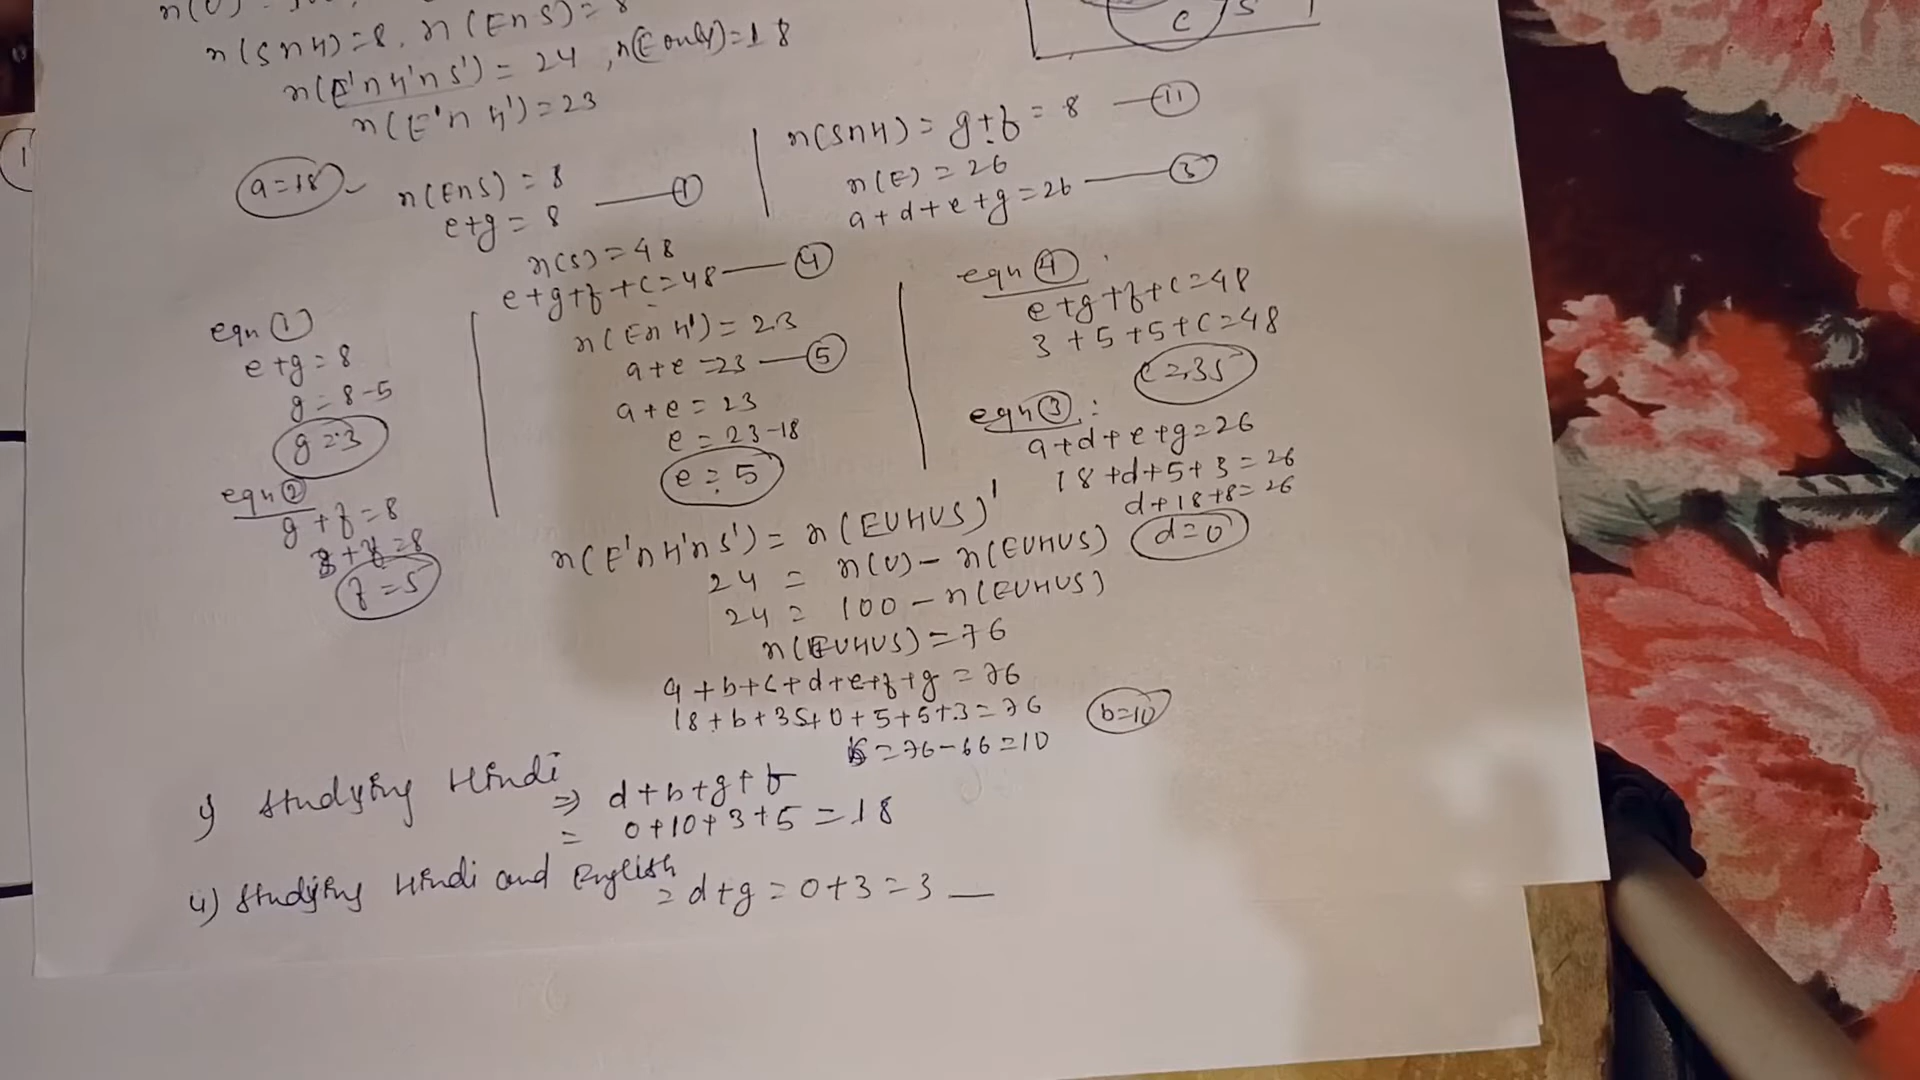 n(S∩H)=8, n(E∩S)=8
n(E'∩H'∩S') = 24, n(E only)=18
n(E'∩H')=23
C S
a=18
n(E∩S) = 8
e+g = 8 — ①
n(S∩H) = g+f = 8 — ⑪
n(E) = 26
a+d+e+g=26 — ③
n(S)=48
e+g+f+c=48 — ④
eqn ①
e+g=8
g=8-5
g=3
eqn ②
g+f=8
3+f=8
f=5
n(E∩H')=23
a+e=23 — ⑤
a+e=23
e=23-18
e=5
eqn ④:
e+g+f+c=48
3+5+5+c=48
c=35
eqn ③:
a+d+e+g=26
18+d+5+3=26
d+18+8=26
d=0
n(E'∩H'∩S') = n(EUHUS)'
24 = n(U)-n(EUHUS)
24 = 100-n(EUHUS)
n(EUHUS)=76
a+b+c+d+e+f+g=76
18+b+35+0+5+5+3=76
b=76-66=10
b=10
i) Studying Hindi
⇒ d+b+g+f
= 0+10+3+5=18
ii) Studying Hindi and English
= d+g=0+3=3 —